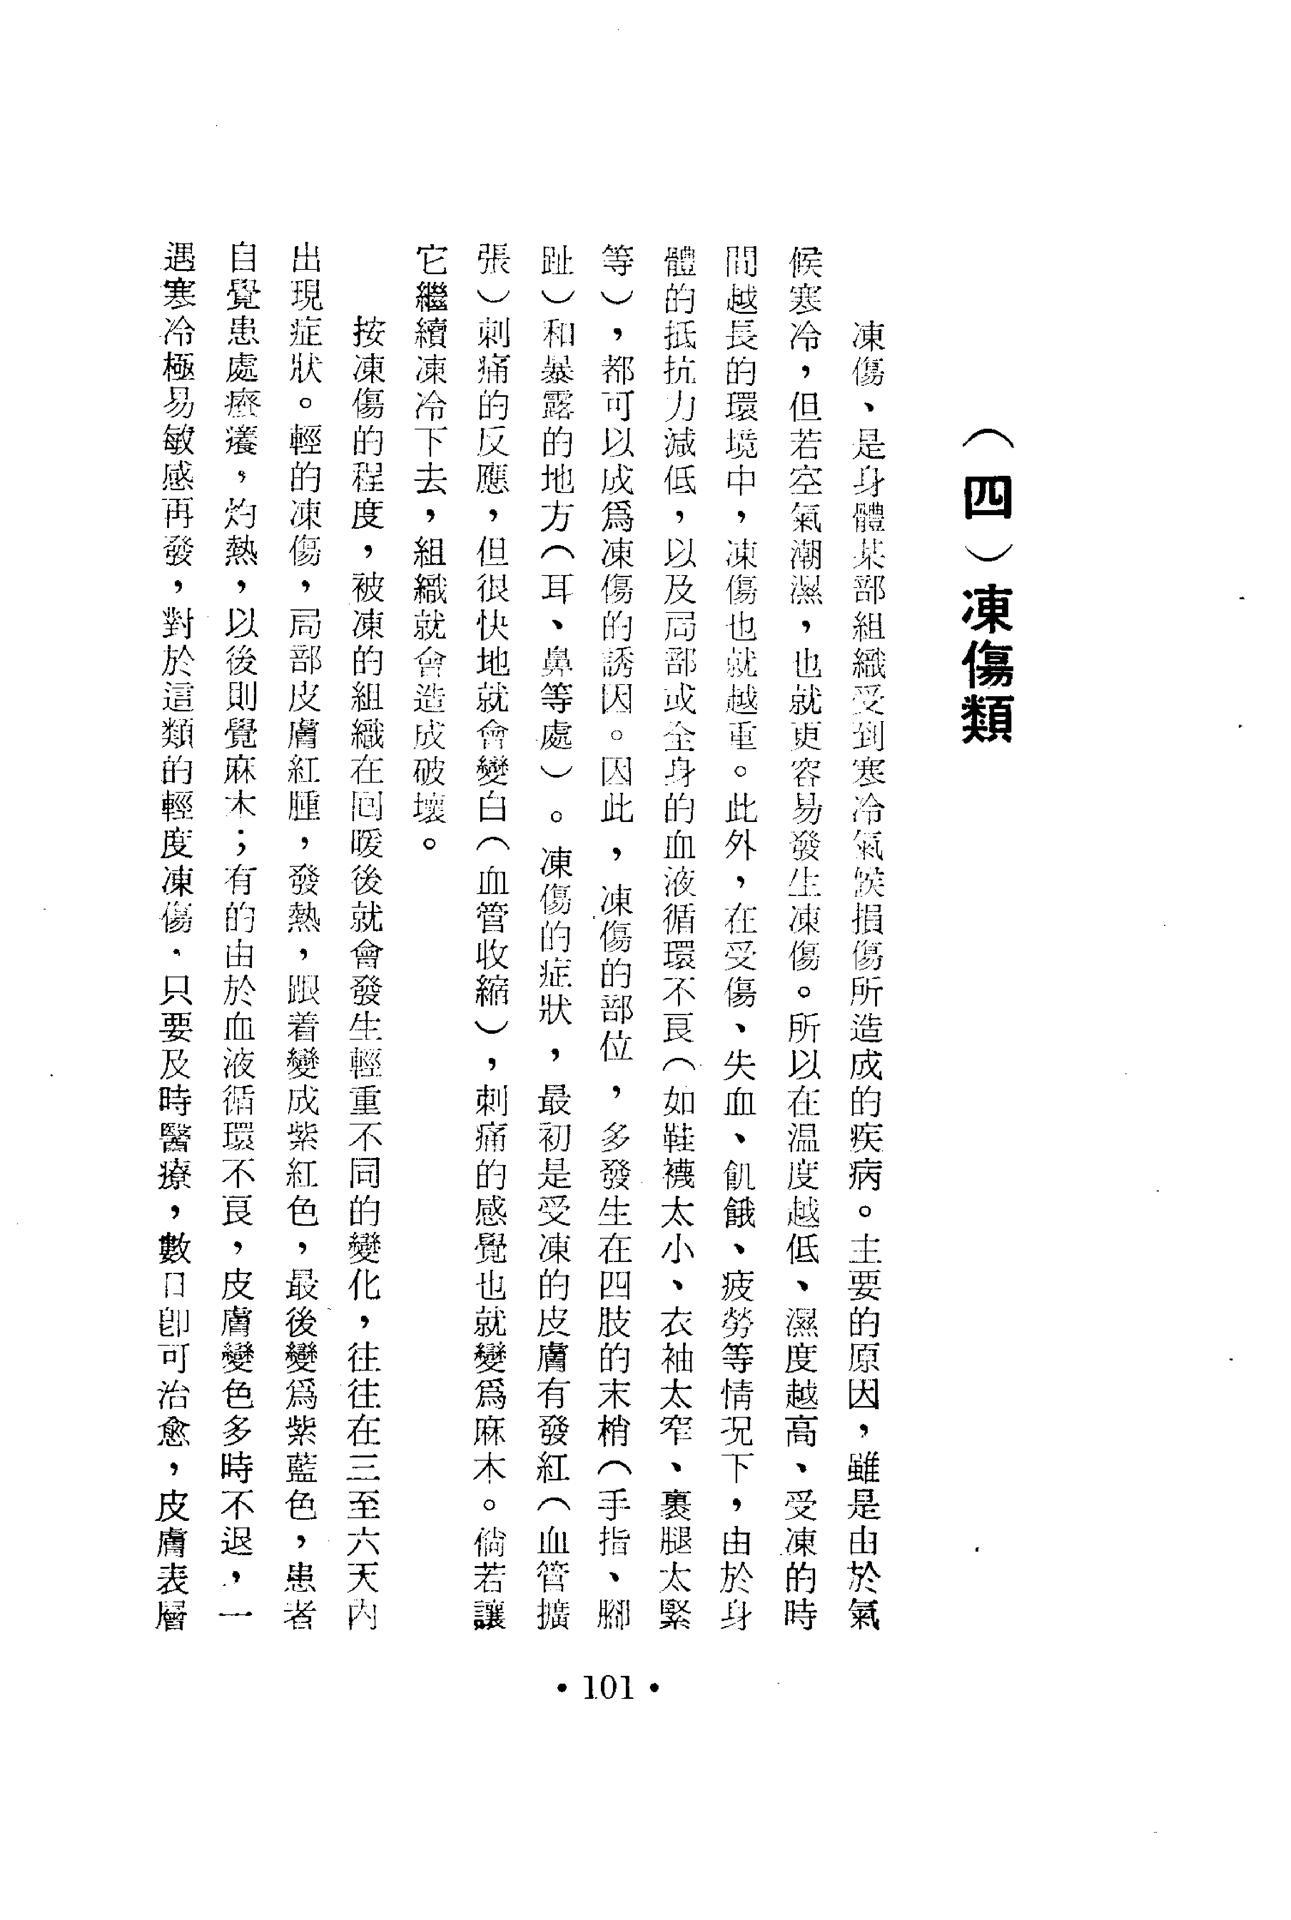 （四）凍傷類
凍傷、是身體某部組織受到寒冷氣候損傷所造成的疾病。主要的原因，雖是由於氣
候寒冷，但若空氣潮濕，也就更容易發生凍傷。所以在温度越低、濕度越高、受凍的時
間越長的環境中，凍傷也就越重。此外，在受傷、失血、飢餓、疲勞等情況下，由於身
體的抵抗力減低，以及局部或全身的血液循環不良（如鞋襪太小、衣袖太窄、裹腿太緊
等），都可以成爲凍傷的誘因。因此，凍傷的部位，多發生在四肢的末梢（手指、腳
趾）和暴露的地方（耳、鼻等處）。凍傷的症狀，最初是受凍的皮膚有發紅（血管擴
張）刺痛的反應，但很快地就會變白（血管收縮），刺痛的感覺也就變爲麻木。倘若讓
它繼續凍冷下去，組織就會造成破壞。
按凍傷的程度，被凍的組織在回暖後就會發生輕重不同的變化，往往在三至六天內
出現症狀。輕的凍傷，局部皮膚紅腫，發熱，跟着變成紫紅色，最後變爲紫藍色，患者
自覺患處瘙癢，灼熱，以後則覺麻木；有的由於血液循環不良，皮膚變色多時不退，一
遇寒冷極易敏感再發，對於這類的輕度凍傷，只要及時醫療，數日卽可治愈，皮膚表層
•101•